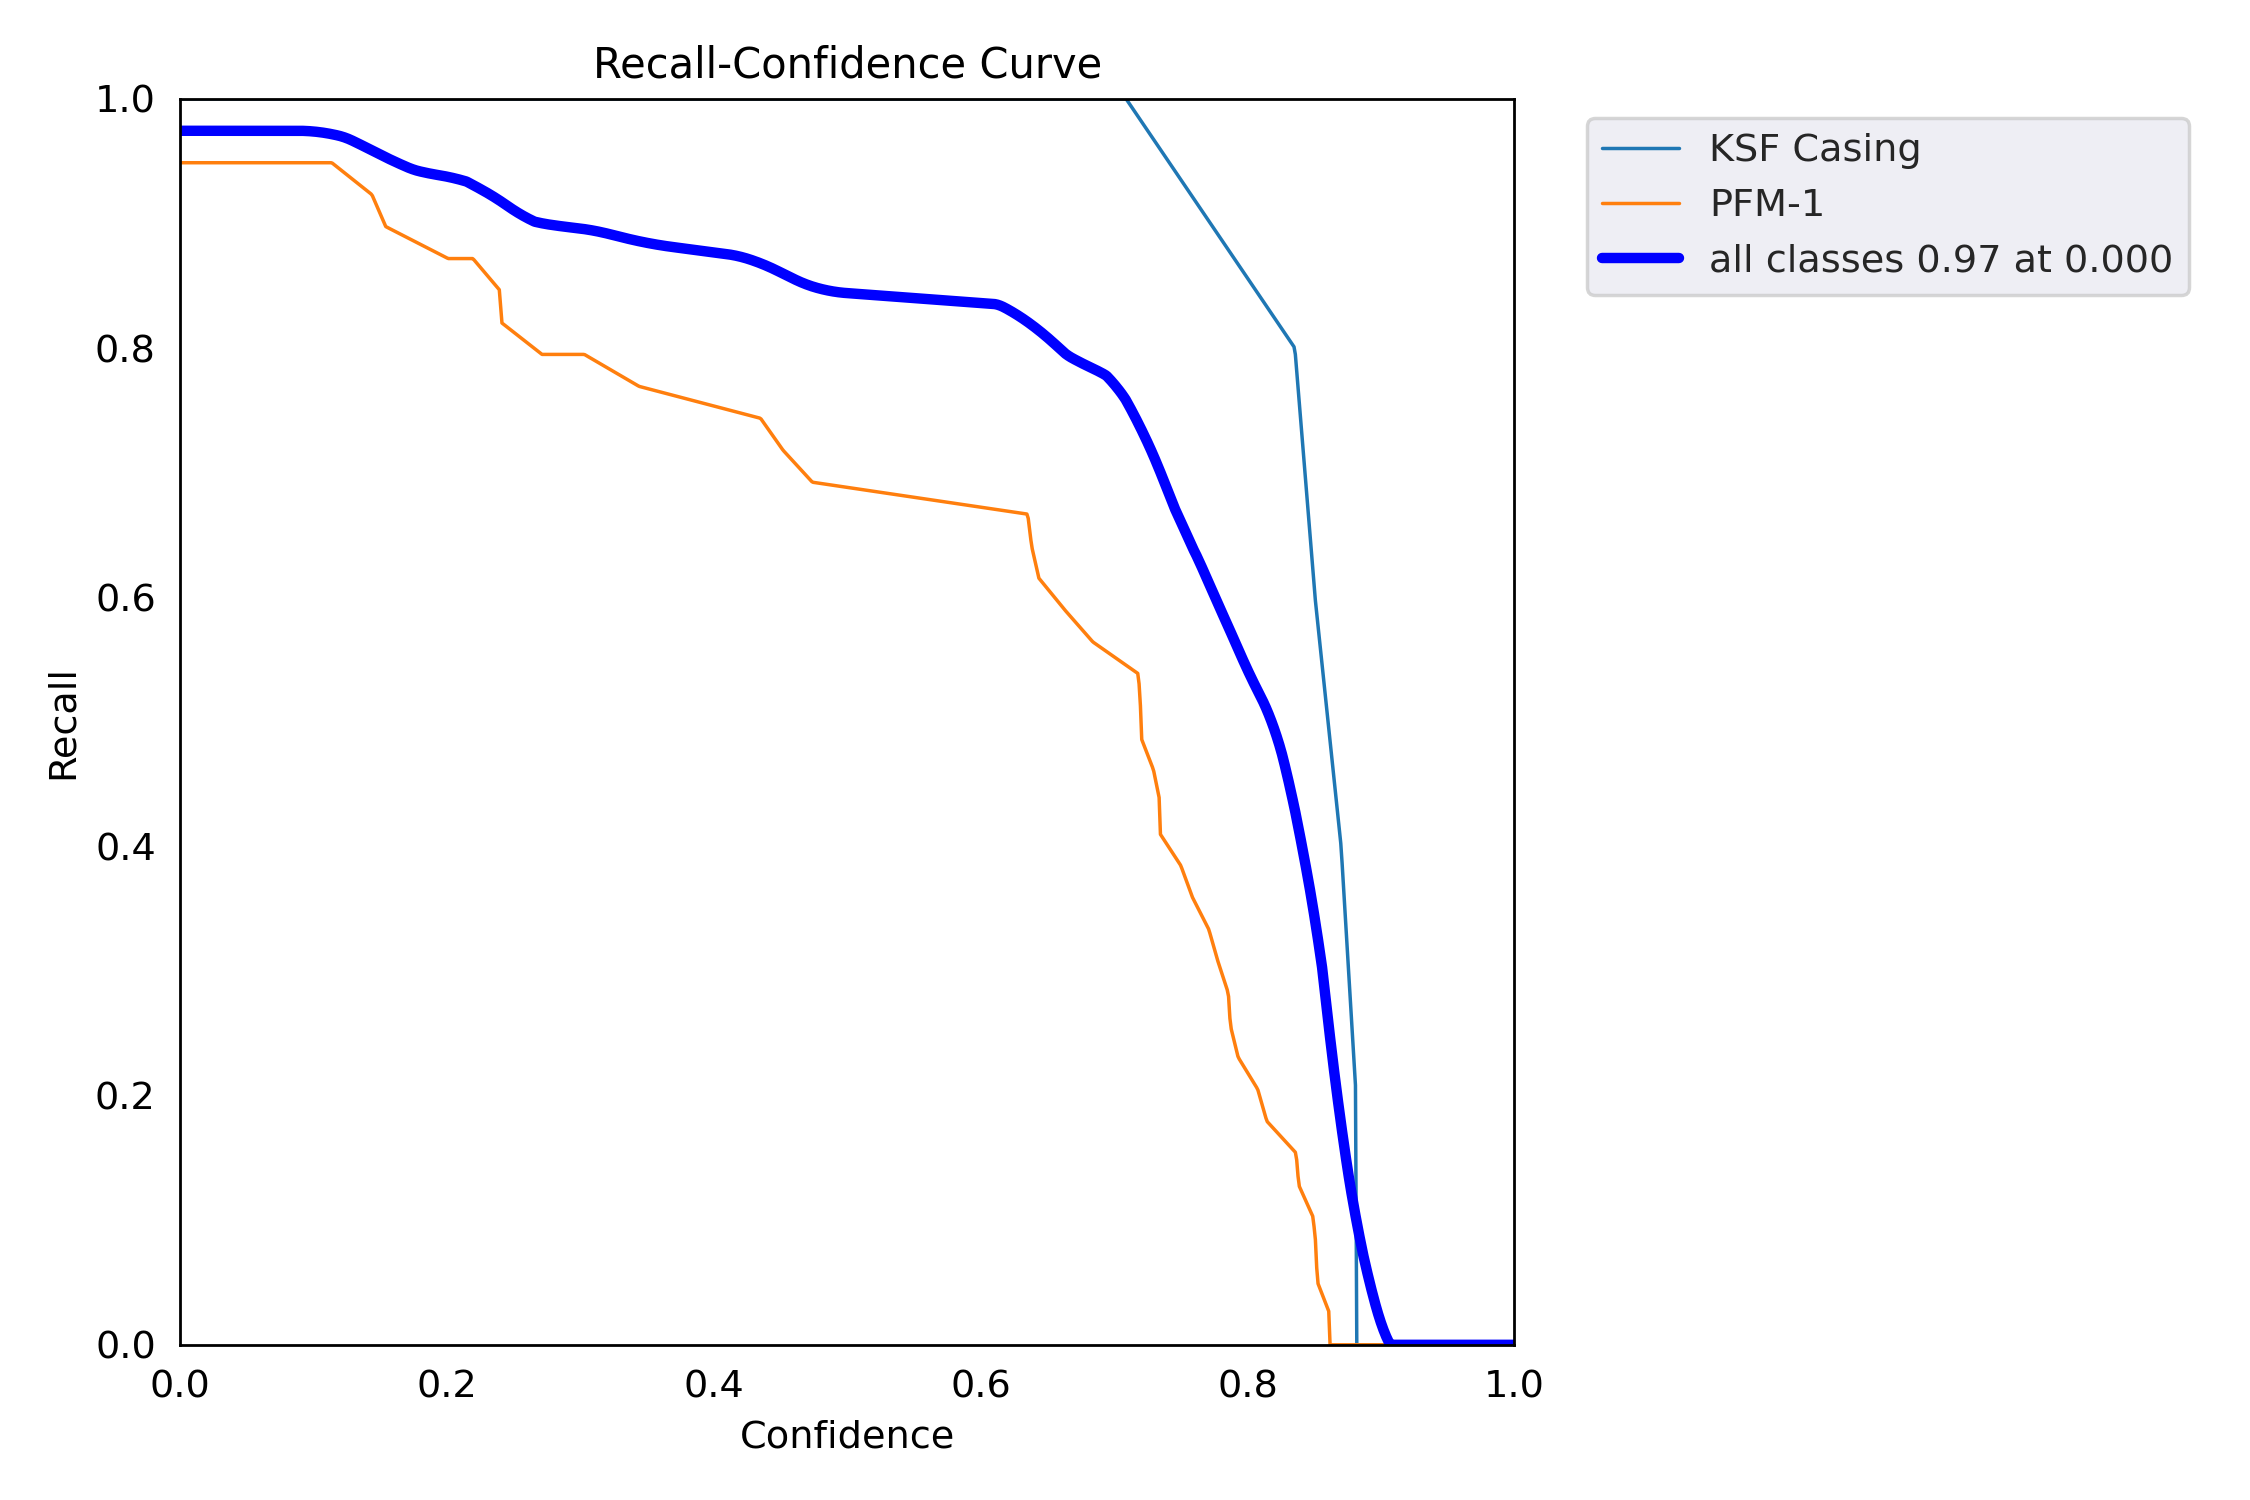 Recall-Confidence Curve
1.0
0.8
0.6
0.4
0.2
0.0
Recall
0.0 0.2 0.4 0.6 0.8 1.0
Confidence
KSF Casing
PFM-1
all classes 0.97 at 0.000